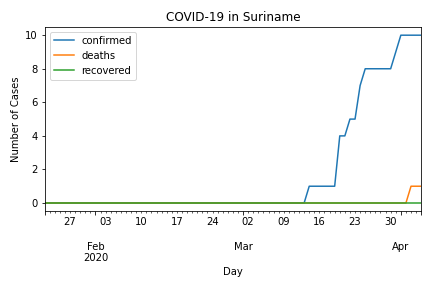 COVID-19 in Suriname
confirmed
deaths
recovered
Number of Cases
10
8
6
4
2
0
27 03 10 17 24 02 09 16 23 30
Feb Mar Apr
2020
Day